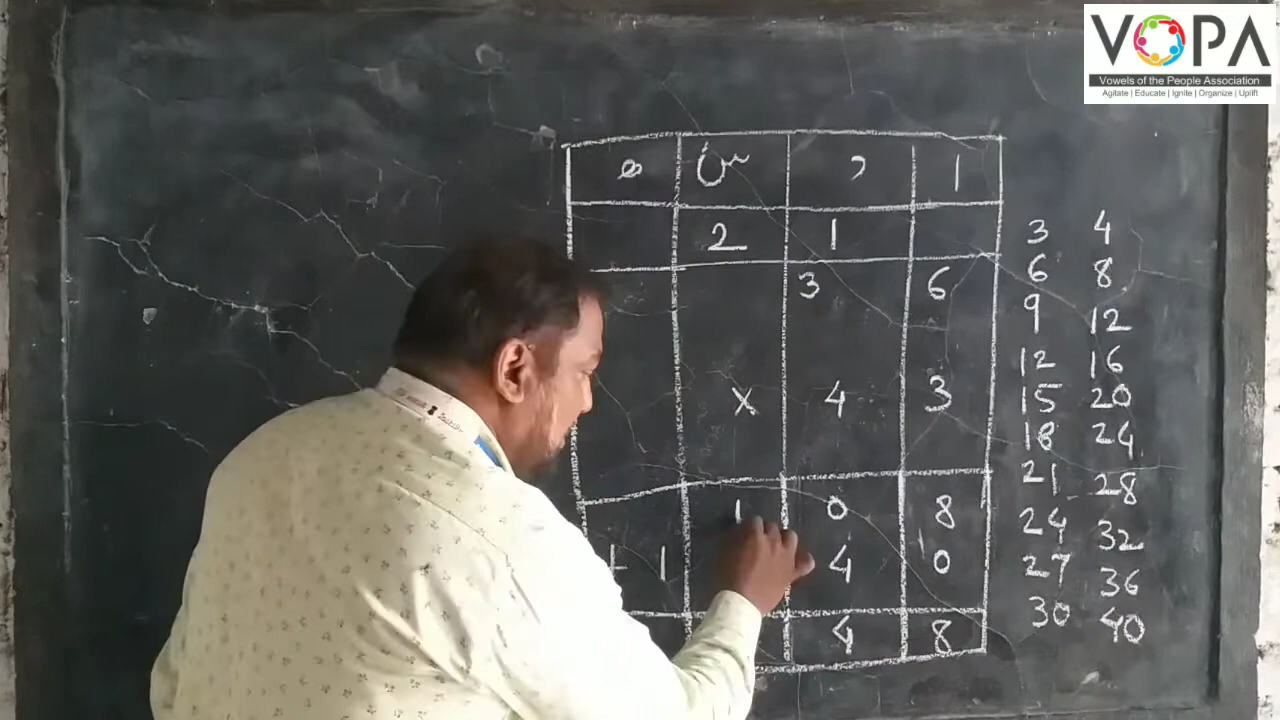 VOPA
Vowels of the People Association
Agitate | Educate | Ignite | Organize | Uplift
2 1
3 6
x 4 3
1 0 8
+ 1 4 0
4 8
3 4
6 8
9 12
12 16
15 20
18 24
21 28
24 32
27 36
30 40